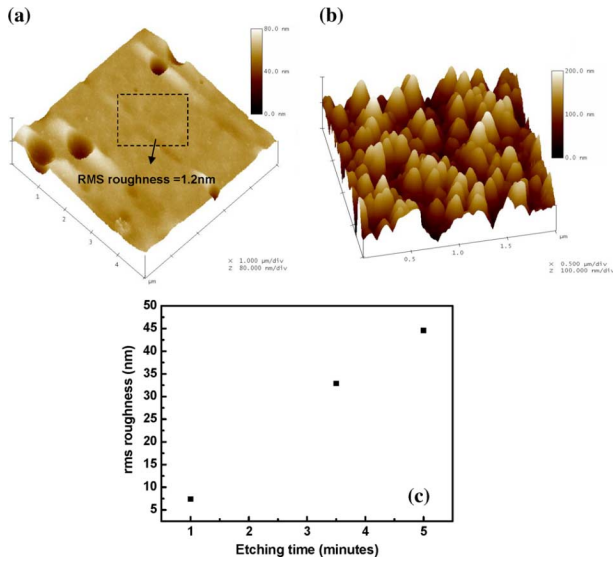 (a)
80.0 nm
40.0 nm
0.0 nm
RMS roughness =1.2nm
1
2
3
4
µm
X 1.000 µm/div
Z 80.000 nm/div
(b)
200.0 nm
100.0 nm
0.0 nm
0.5
1.0
1.5
µm
X 0.500 µm/div
Z 100.000 nm/div
50
45
40
35
30
25
20
15
10
5
rms roughness (nm)
(c)
1 2 3 4 5
Etching time (minutes)